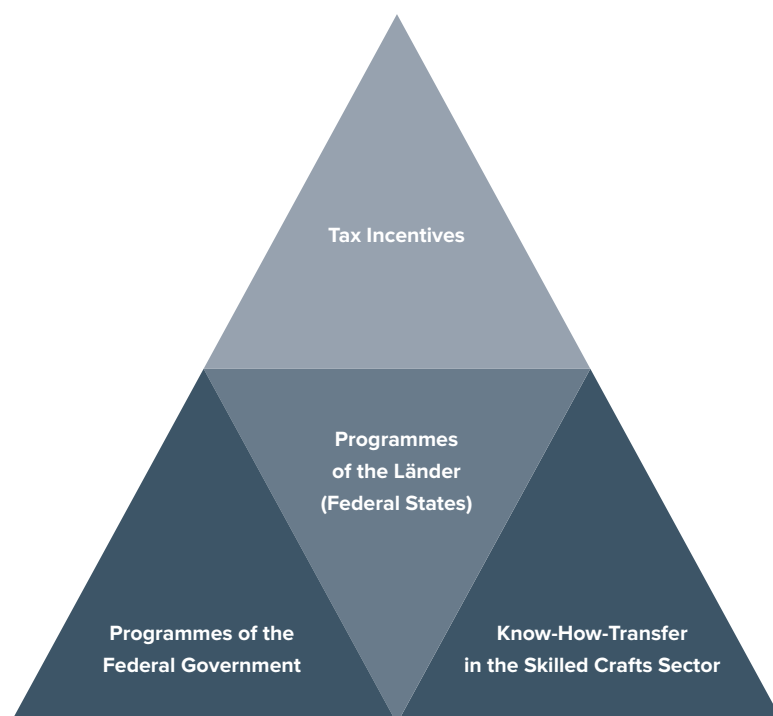 Tax Incentives
Programmes
of the Länder
(Federal States)
Programmes of the
Federal Government
Know-How-Transfer
in the Skilled Crafts Sector